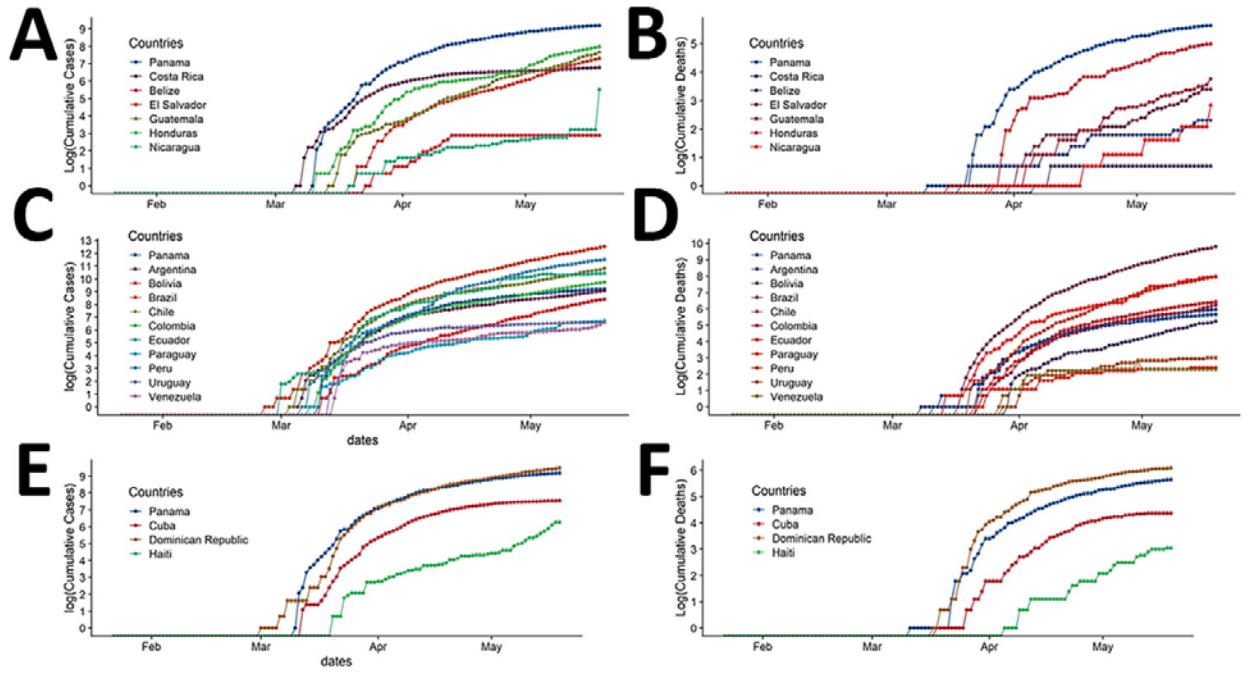 A
Log(Cumulative Cases)
9
8
7
6
5
4
3
2
1
0
Countries
Panama
Costa Rica
Belize
El Salvador
Guatemala
Honduras
Nicaragua
Feb Mar Apr May
B
Log(Cumulative Deaths)
5
4
3
2
1
0
Countries
Panama
Costa Rica
Belize
El Salvador
Guatemala
Honduras
Nicaragua
Feb Mar Apr May
C
log(Cumulative Cases)
13
12
11
10
9
8
7
6
5
4
3
2
1
0
Countries
Panama
Argentina
Bolivia
Brazil
Chile
Colombia
Ecuador
Paraguay
Peru
Uruguay
Venezuela
Feb Mar Apr May
dates
D
Log(Cumulative Deaths)
10
9
8
7
6
5
4
3
2
1
0
Countries
Panama
Argentina
Bolivia
Brazil
Chile
Colombia
Ecuador
Paraguay
Peru
Uruguay
Venezuela
Feb Mar Apr May
E
log(Cumulative Cases)
9
8
7
6
5
4
3
2
1
0
Countries
Panama
Cuba
Dominican Republic
Haiti
Feb Mar Apr May
dates
F
Log(Cumulative Deaths)
6
5
4
3
2
1
0
Countries
Panama
Cuba
Dominican Republic
Haiti
Feb Mar Apr May